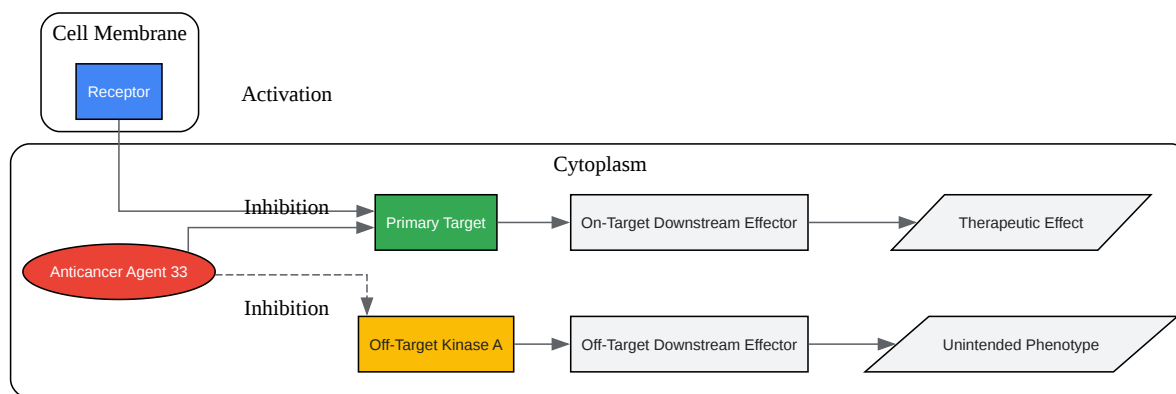 Cell Membrane
Receptor
Activation
Cytoplasm
Inhibition
Primary Target
On-Target Downstream Effector
Therapeutic Effect
Anticancer Agent 33
Inhibition
Off-Target Kinase A
Off-Target Downstream Effector
Unintended Phenotype